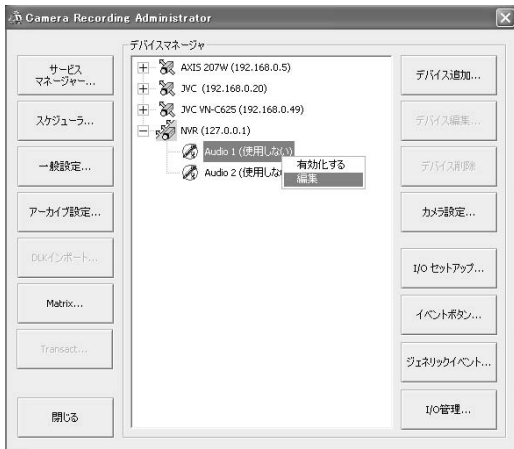 Camera Recording Administrator
サービス
マネージャー...
スケジューラ...
一般設定...
アーカイブ設定...
DLKインポート...
Matrix...
Transact...
閉じる
デバイスマネージャ
AXIS 207W (192.168.0.5)
JVC (192.168.0.20)
JVC VN-C625 (192.168.0.49)
NVR (127.0.0.1)
Audio 1 (使用しない)
Audio 2 (使用しない
有効化する
編集
デバイス追加...
デバイス編集...
デバイス削除
カメラ設定...
I/O セットアップ...
イベントボタン...
ジェネリックイベント...
I/O管理...